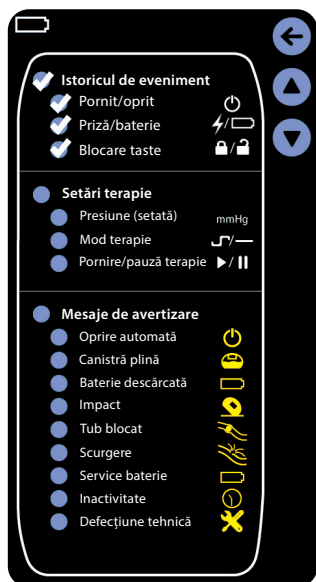 Istoricul de eveniment
Pornit/oprit
Priză/baterie /
Blocare taste /
Setări terapie
Presiune (setată) mmHg
Mod terapie /
Pornire/pauză terapie /
Mesaje de avertizare
Oprire automată
Canistră plină
Baterie descărcată
Impact
Tub blocat
Scurgere
Service baterie
Inactivitate
Defecțiune tehnică